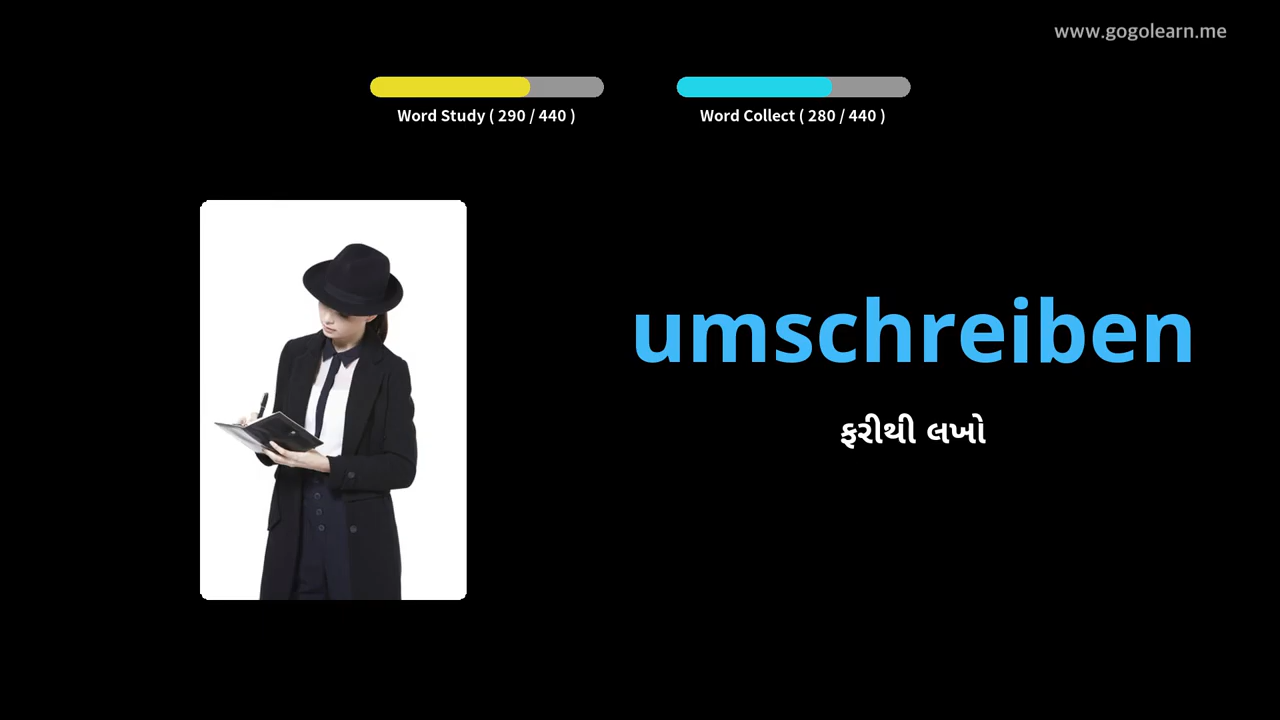 www.gogolearn.me
Word Study ( 290 / 440 )
Word Collect ( 280 / 440 )
umschreiben
ફરીથી લખો